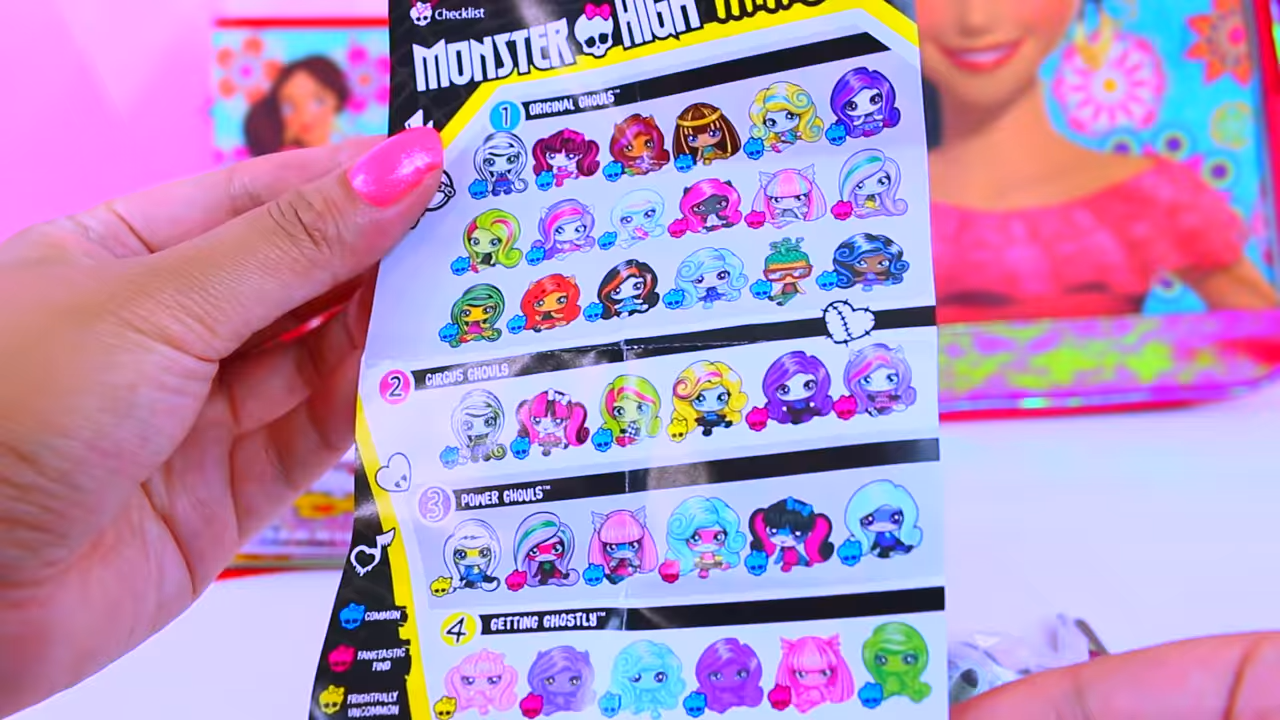 Checklist
MONSTER HIGH
1 ORIGINAL GHOULS™
2 CIRCUS GHOULS
3 POWER GHOULS™
4 GETTING GHOSTLY™
COMMON
FANGTASTIC
FIND
FRIGHTFULLY
UNCOMMON